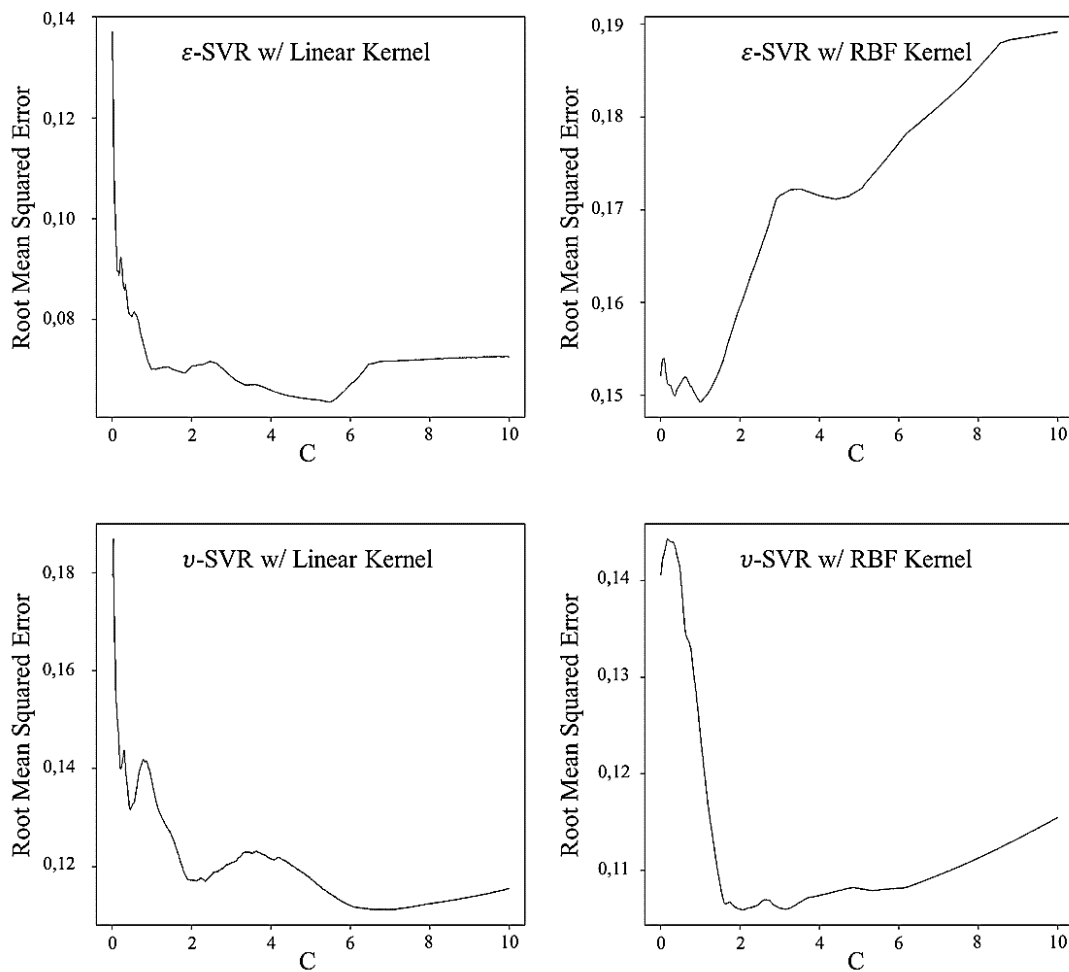 ε-SVR w/ Linear Kernel
Root Mean Squared Error
0,14
0,12
0,10
0,08
0 2 4 6 8 10
C
ε-SVR w/ RBF Kernel
Root Mean Squared Error
0,19
0,18
0,17
0,16
0,15
0 2 4 6 8 10
C
υ-SVR w/ Linear Kernel
Root Mean Squared Error
0,18
0,16
0,14
0,12
0 2 4 6 8 10
C
υ-SVR w/ RBF Kernel
Root Mean Squared Error
0,14
0,13
0,12
0,11
0 2 4 6 8 10
C